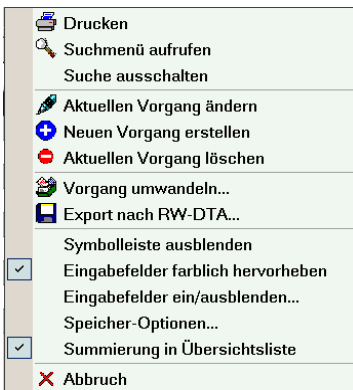 Drucken
Suchmenü aufrufen
Suche ausschalten
Aktuellen Vorgang ändern
Neuen Vorgang erstellen
Aktuellen Vorgang löschen
Vorgang umwandeln...
Export nach RW-DTA...
Symbolleiste ausblenden
Eingabefelder farblich hervorheben
Eingabefelder ein/ausblenden...
Speicher-Optionen...
Summierung in Übersichtsliste
Abbruch